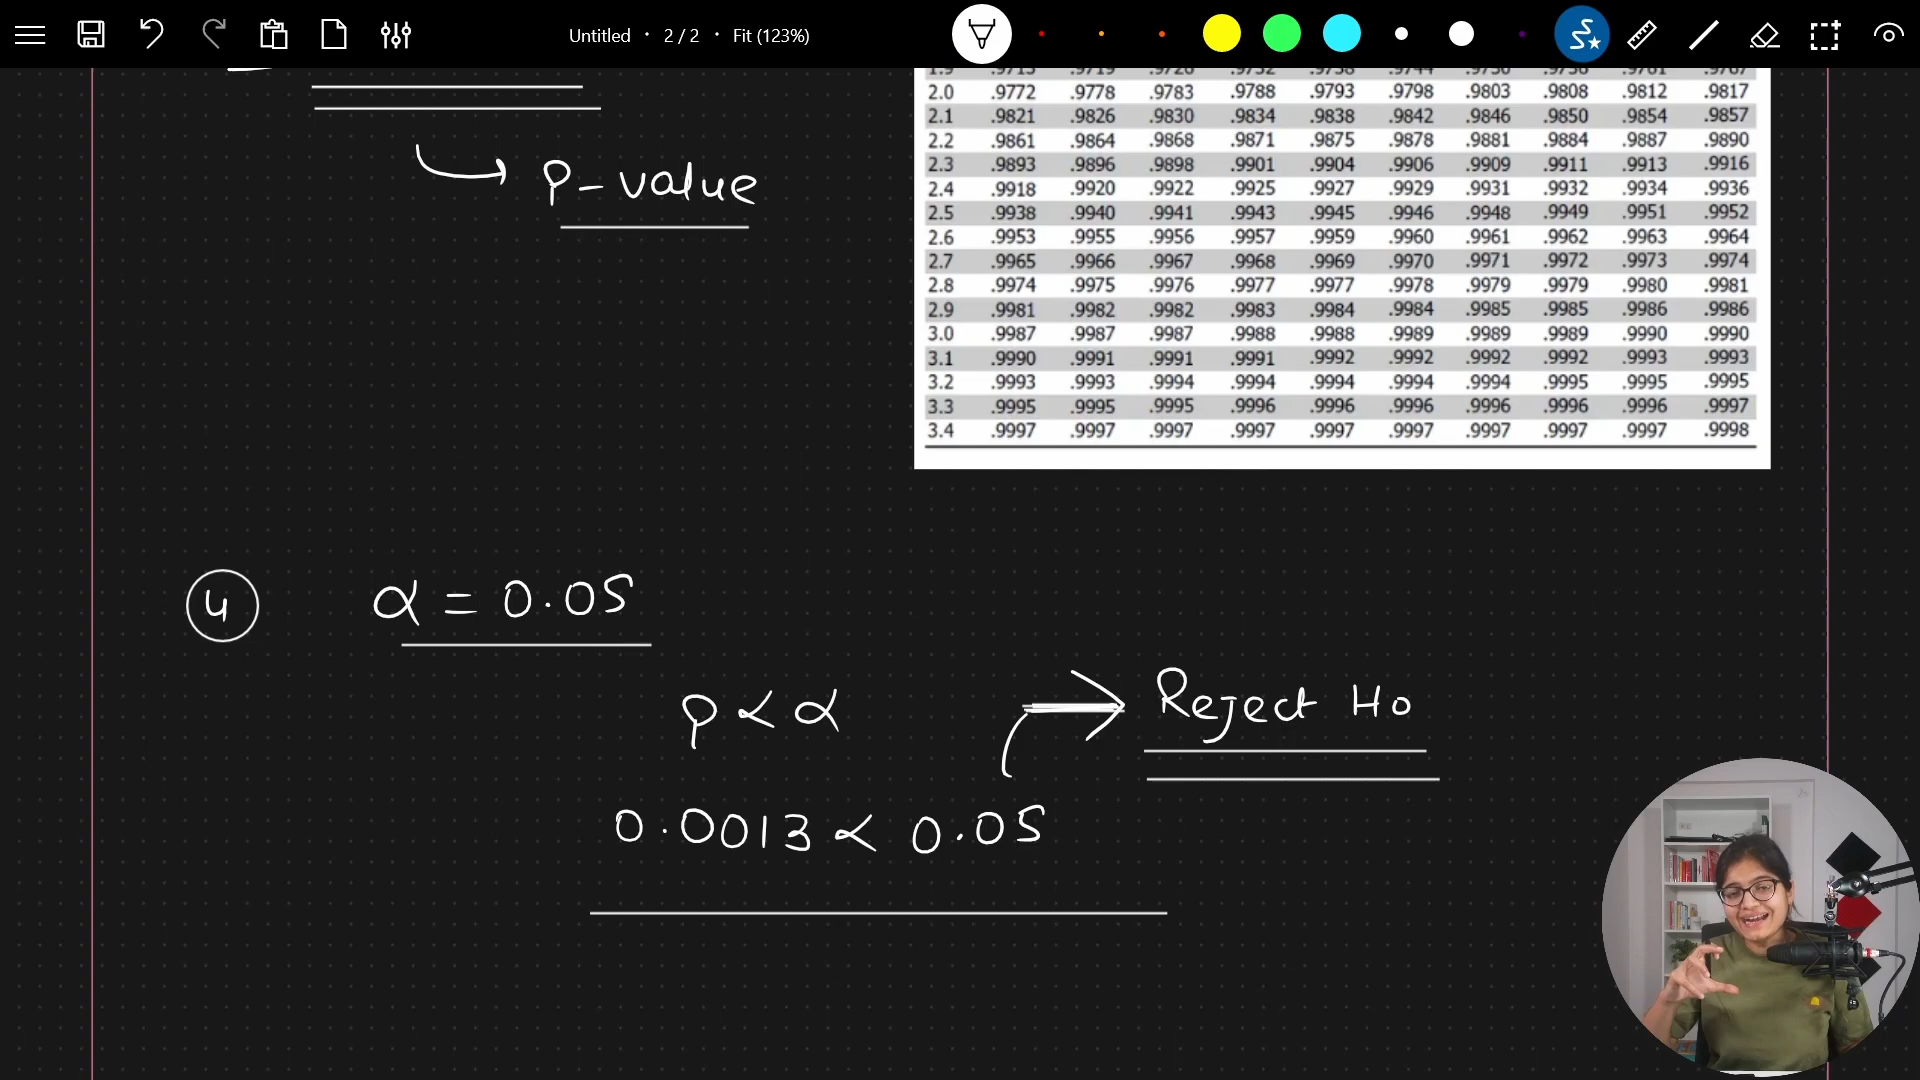 Untitled • 2 / 2 • Fit (123%)
2.0 .9772 .9778 .9783 .9788 .9793 .9798 .9803 .9808 .9812 .9817
2.1 .9821 .9826 .9830 .9834 .9838 .9842 .9846 .9850 .9854 .9857
2.2 .9861 .9864 .9868 .9871 .9875 .9878 .9881 .9884 .9887 .9890
2.3 .9893 .9896 .9898 .9901 .9904 .9906 .9909 .9911 .9913 .9916
2.4 .9918 .9920 .9922 .9925 .9927 .9929 .9931 .9932 .9934 .9936
2.5 .9938 .9940 .9941 .9943 .9945 .9946 .9948 .9949 .9951 .9952
2.6 .9953 .9955 .9956 .9957 .9959 .9960 .9961 .9962 .9963 .9964
2.7 .9965 .9966 .9967 .9968 .9969 .9970 .9971 .9972 .9973 .9974
2.8 .9974 .9975 .9976 .9977 .9977 .9978 .9979 .9979 .9980 .9981
2.9 .9981 .9982 .9982 .9983 .9984 .9984 .9985 .9985 .9986 .9986
3.0 .9987 .9987 .9987 .9988 .9988 .9989 .9989 .9989 .9990 .9990
3.1 .9990 .9991 .9991 .9991 .9992 .9992 .9992 .9992 .9993 .9993
3.2 .9993 .9993 .9994 .9994 .9994 .9994 .9994 .9995 .9995 .9995
3.3 .9995 .9995 .9995 .9996 .9996 .9996 .9996 .9996 .9996 .9997
3.4 .9997 .9997 .9997 .9997 .9997 .9997 .9997 .9997 .9997 .9998
P-value
4 α = 0.05
p < α → Reject H0
0.0013 < 0.05